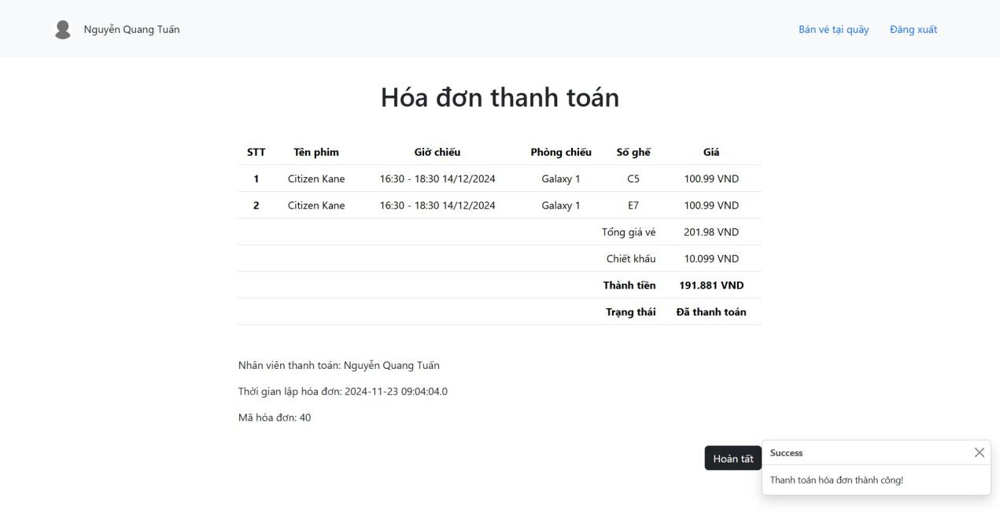 Nguyễn Quang Tuấn Bán vé tại quầy Đăng xuất
Hóa đơn thanh toán
STT Tên phim Giờ chiếu Phòng chiếu Số ghế Giá
1 Citizen Kane 16:30 - 18:30 14/12/2024 Galaxy 1 C5 100.99 VND
2 Citizen Kane 16:30 - 18:30 14/12/2024 Galaxy 1 E7 100.99 VND
Tổng giá vé 201.98 VND
Chiết khấu 10.099 VND
Thành tiền 191.881 VND
Trạng thái Đã thanh toán
Nhân viên thanh toán: Nguyễn Quang Tuấn
Thời gian lập hóa đơn: 2024-11-23 09:04:04.0
Mã hóa đơn: 40
Hoàn tất
Success
Thanh toán hóa đơn thành công!